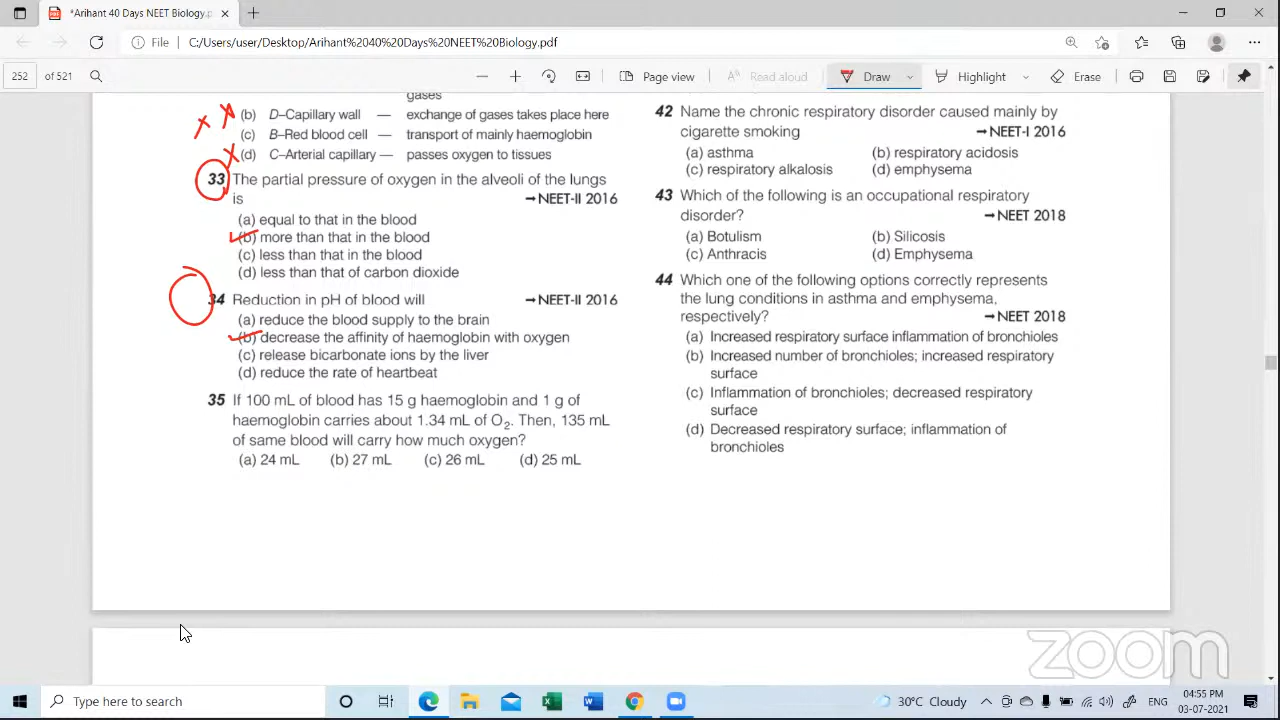 *Arihant 40 Days NEET Biology.p
File
C:/Users/user/Desktop/Arihant%2040%20Days%20NEET%20Biology.pdf
252
of 521
Page view
Read aloud
Draw
Highlight
Erase
gases
(b) D–Capillary wall — exchange of gases takes place here
(c) B–Red blood cell — transport of mainly haemoglobin
(d) C–Arterial capillary — passes oxygen to tissues
33 The partial pressure of oxygen in the alveoli of the lungs
is →NEET-II 2016
(a) equal to that in the blood
(b) more than that in the blood
(c) less than that in the blood
(d) less than that of carbon dioxide
34 Reduction in pH of blood will →NEET-II 2016
(a) reduce the blood supply to the brain
(b) decrease the affinity of haemoglobin with oxygen
(c) release bicarbonate ions by the liver
(d) reduce the rate of heartbeat
35 If 100 mL of blood has 15 g haemoglobin and 1 g of
haemoglobin carries about 1.34 mL of O₂. Then, 135 mL
of same blood will carry how much oxygen?
(a) 24 mL (b) 27 mL (c) 26 mL (d) 25 mL
42 Name the chronic respiratory disorder caused mainly by
cigarette smoking →NEET-I 2016
(a) asthma (b) respiratory acidosis
(c) respiratory alkalosis (d) emphysema
43 Which of the following is an occupational respiratory
disorder? →NEET 2018
(a) Botulism (b) Silicosis
(c) Anthracis (d) Emphysema
44 Which one of the following options correctly represents
the lung conditions in asthma and emphysema,
respectively? →NEET 2018
(a) Increased respiratory surface inflammation of bronchioles
(b) Increased number of bronchioles; increased respiratory
surface
(c) Inflammation of bronchioles; decreased respiratory
surface
(d) Decreased respiratory surface; inflammation of
bronchioles
zoom
Type here to search
30°C Cloudy
ENG
04:55 PM
03-07-2021